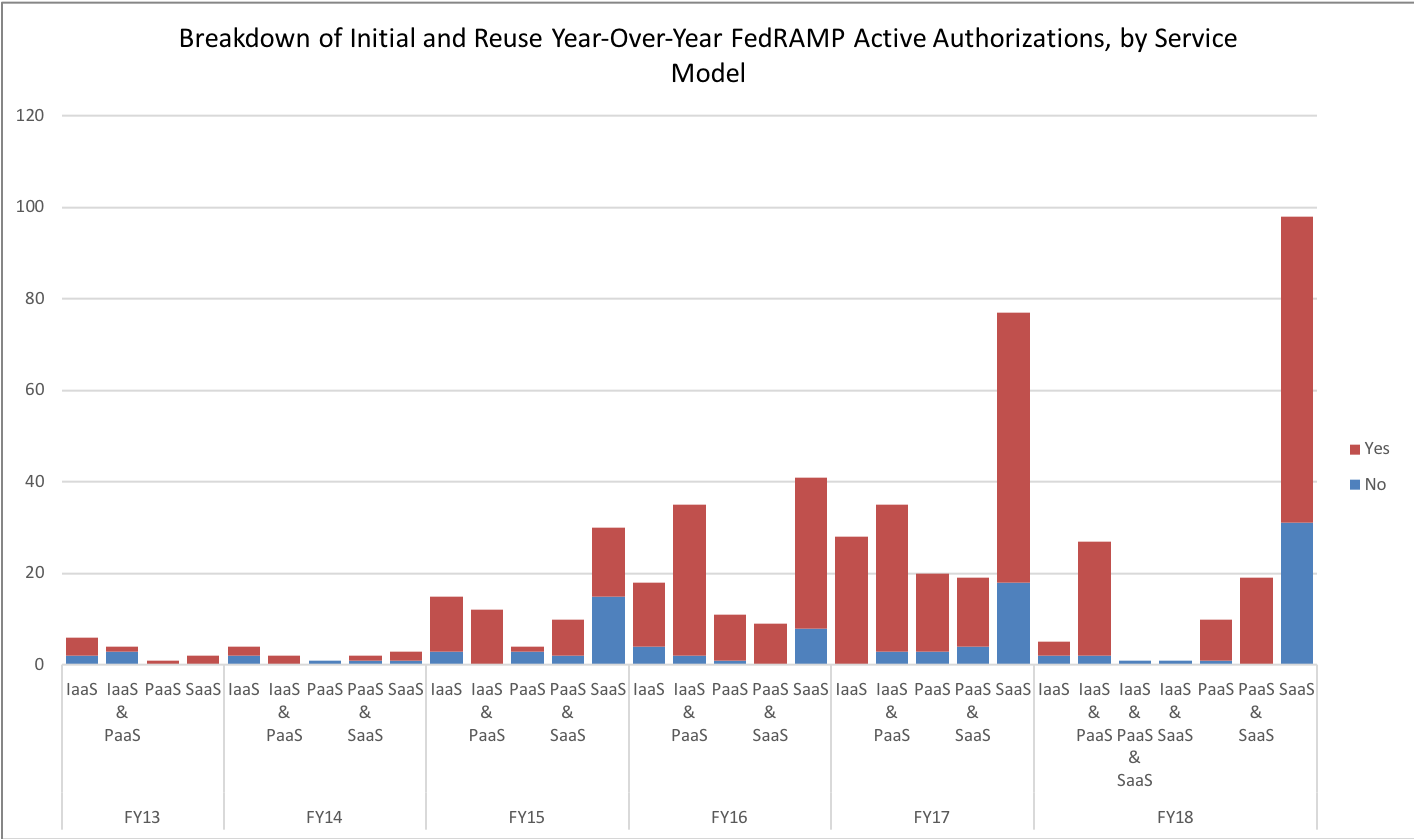 Breakdown of Initial and Reuse Year-Over-Year FedRAMP Active Authorizations, by Service
Model
120
100
80
60
40
20
0
Yes
No
IaaS IaaS PaaS SaaS IaaS IaaS PaaS PaaS SaaS IaaS IaaS PaaS PaaS SaaS IaaS IaaS PaaS PaaS SaaS IaaS IaaS PaaS PaaS SaaS IaaS IaaS IaaS IaaS PaaS PaaS SaaS
& & & & & & & & & & & & &
PaaS PaaS SaaS PaaS SaaS PaaS SaaS PaaS SaaS PaaS PaaS SaaS SaaS
&
SaaS
FY13 FY14 FY15 FY16 FY17 FY18